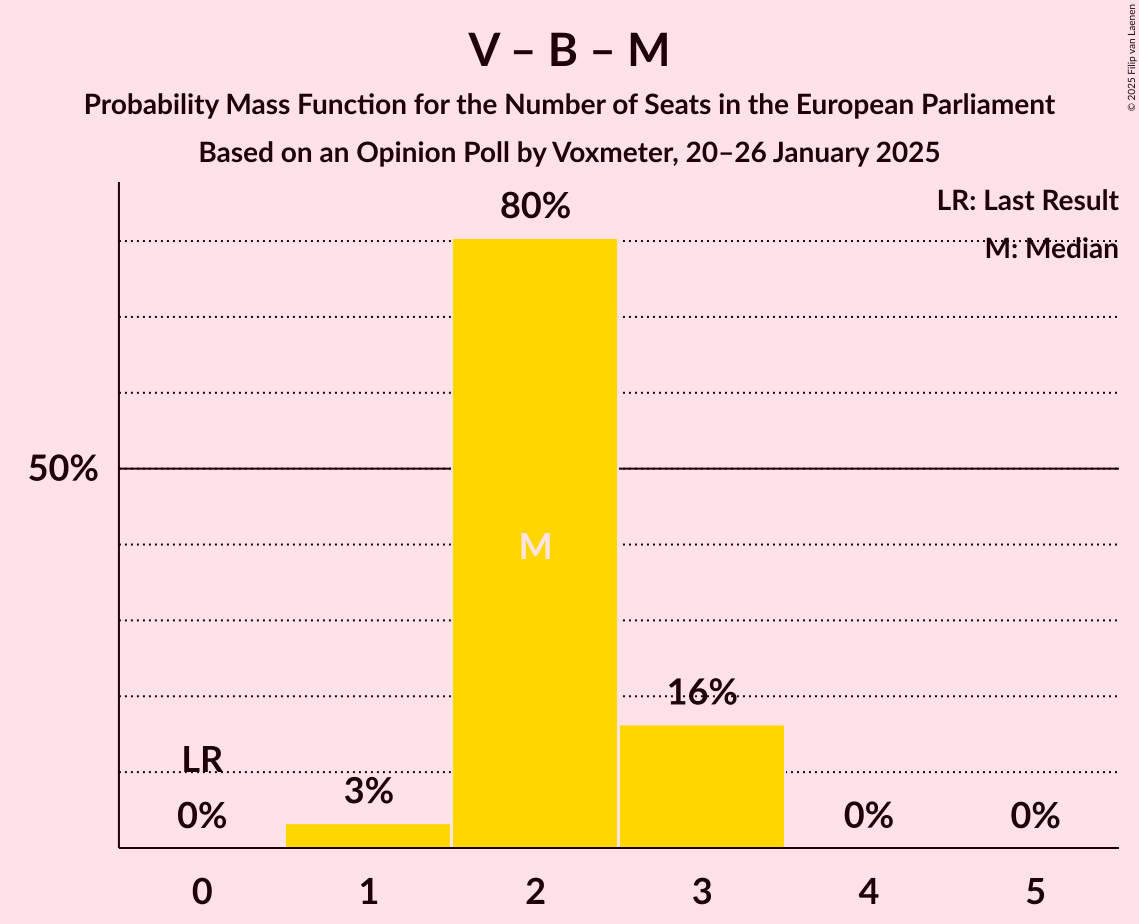 V – B – M
Probability Mass Function for the Number of Seats in the European Parliament
Based on an Opinion Poll by Voxmeter, 20–26 January 2025
© 2025 Filip van Laenen
LR: Last Result
M: Median
80%
50%
M
16%
LR
3%
0%
0%
0%
0 1 2 3 4 5